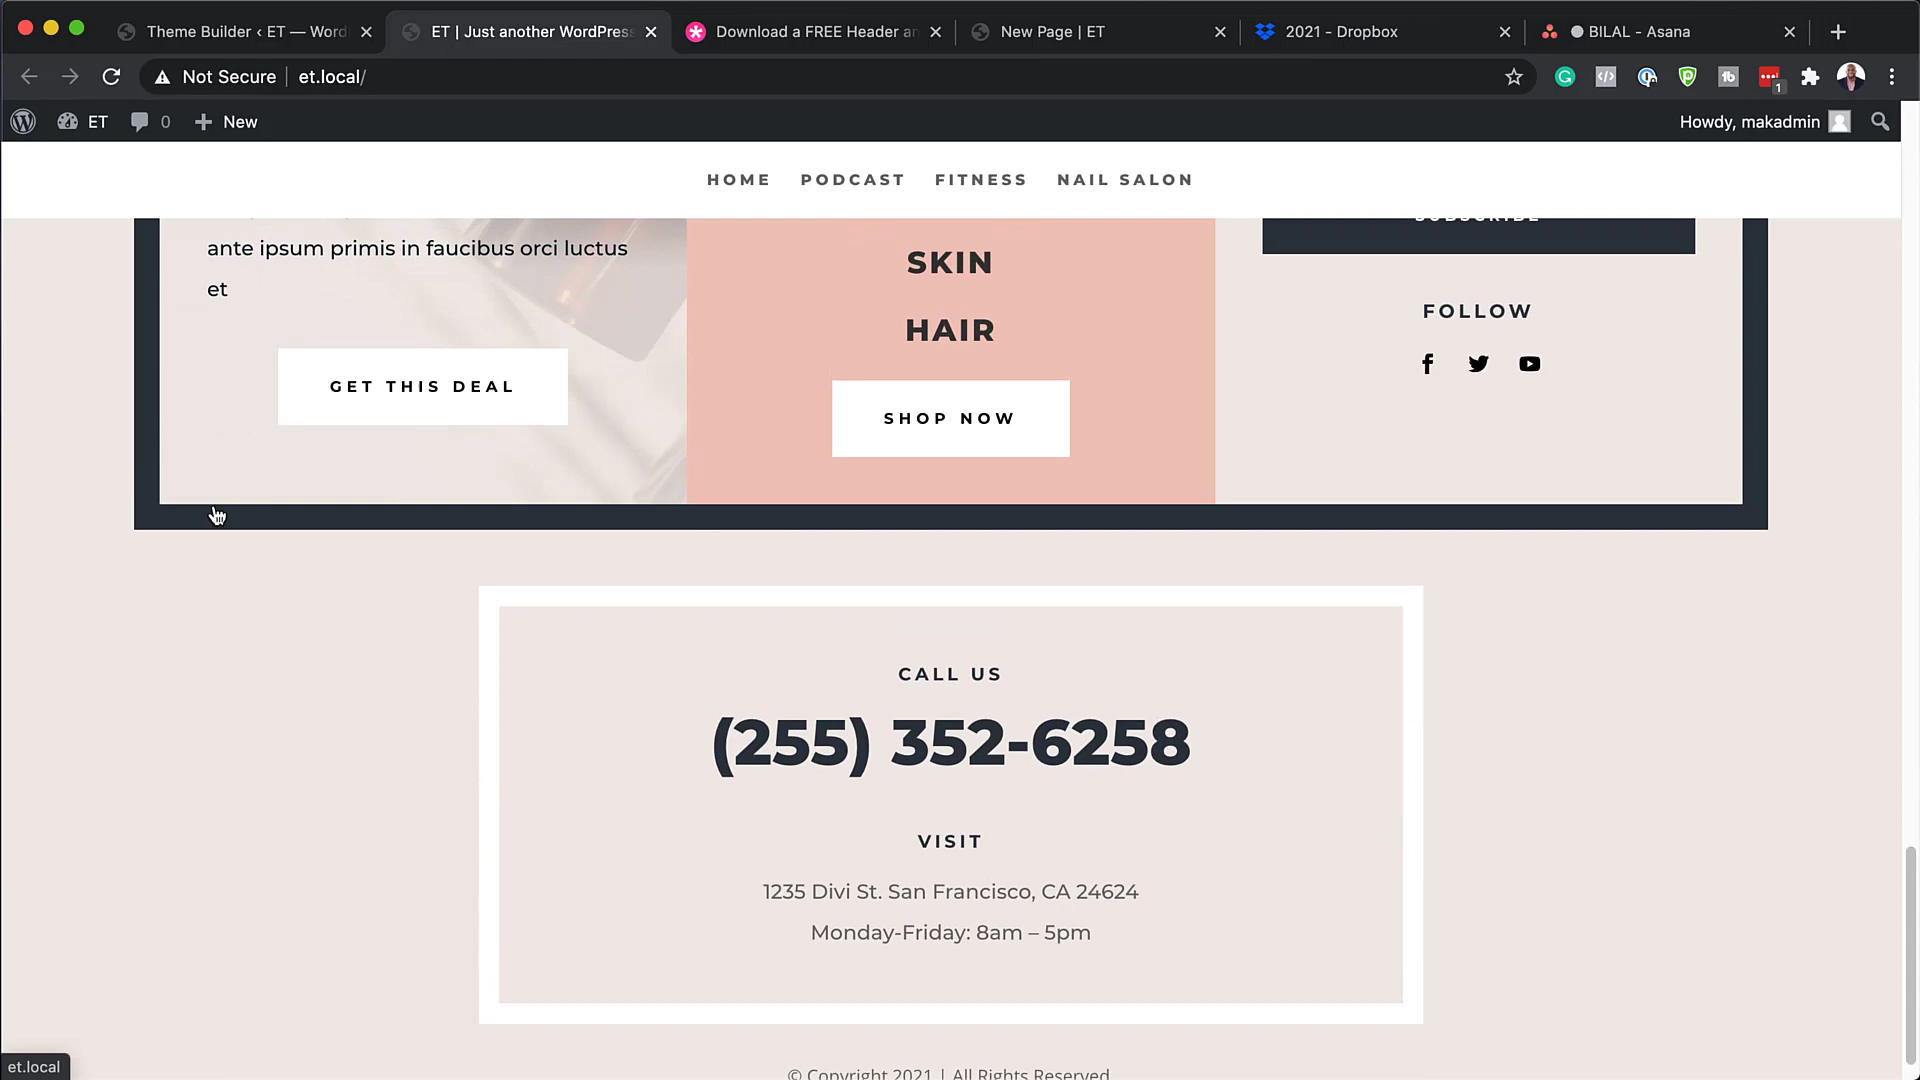 Theme Builder ‹ ET — Word
ET | Just another WordPress
Download a FREE Header an
New Page | ET
2021 - Dropbox
BILAL - Asana
Not Secure
et.local/
1
ET
0
New
Howdy, makadmin
HOME
PODCAST
FITNESS
NAIL SALON
SUBSCRIBE
ante ipsum primis in faucibus orci luctus
et
GET THIS DEAL
SKIN
HAIR
SHOP NOW
FOLLOW
CALL US
(255) 352-6258
VISIT
1235 Divi St. San Francisco, CA 24624
Monday-Friday: 8am – 5pm
© Copyright 2021 | All Rights Reserved
et.local